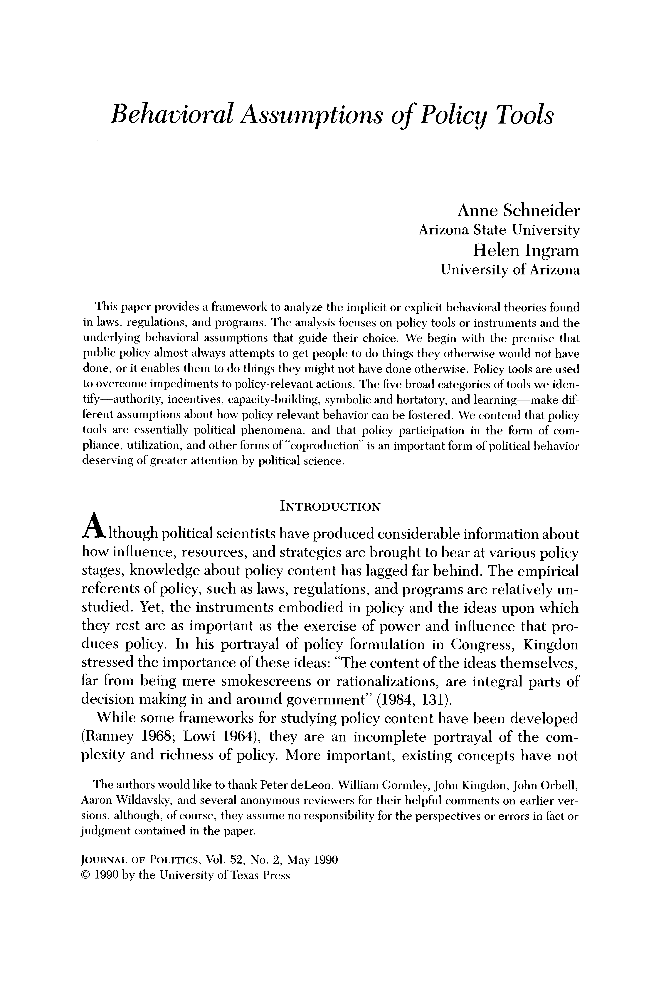 Behavioral Assumptions of Policy Tools
Anne Schneider
Arizona State University
Helen Ingram
University of Arizona
This paper provides a framework to analyze the implicit or explicit behavioral theories found
in laws, regulations, and programs. The analysis focuses on policy tools or instruments and the
underlying behavioral assumptions that guide their choice. We begin with the premise that
public policy almost always attempts to get people to do things they otherwise would not have
done, or it enables them to do things they might not have done otherwise. Policy tools are used
to overcome impediments to policy-relevant actions. The five broad categories of tools we iden-
tify—authority, incentives, capacity-building, symbolic and hortatory, and learning—make dif-
ferent assumptions about how policy relevant behavior can be fostered. We contend that policy
tools are essentially political phenomena, and that policy participation in the form of com-
pliance, utilization, and other forms of “coproduction” is an important form of political behavior
deserving of greater attention by political science.
INTRODUCTION
Although political scientists have produced considerable information about
how influence, resources, and strategies are brought to bear at various policy
stages, knowledge about policy content has lagged far behind. The empirical
referents of policy, such as laws, regulations, and programs are relatively un-
studied. Yet, the instruments embodied in policy and the ideas upon which
they rest are as important as the exercise of power and influence that pro-
duces policy. In his portrayal of policy formulation in Congress, Kingdon
stressed the importance of these ideas: “The content of the ideas themselves,
far from being mere smokescreens or rationalizations, are integral parts of
decision making in and around government” (1984, 131).
While some frameworks for studying policy content have been developed
(Ranney 1968; Lowi 1964), they are an incomplete portrayal of the com-
plexity and richness of policy. More important, existing concepts have not
The authors would like to thank Peter deLeon, William Gormley, John Kingdon, John Orbell,
Aaron Wildavsky, and several anonymous reviewers for their helpful comments on earlier ver-
sions, although, of course, they assume no responsibility for the perspectives or errors in fact or
judgment contained in the paper.
JOURNAL OF POLITICS, Vol. 52, No. 2, May 1990
© 1990 by the University of Texas Press